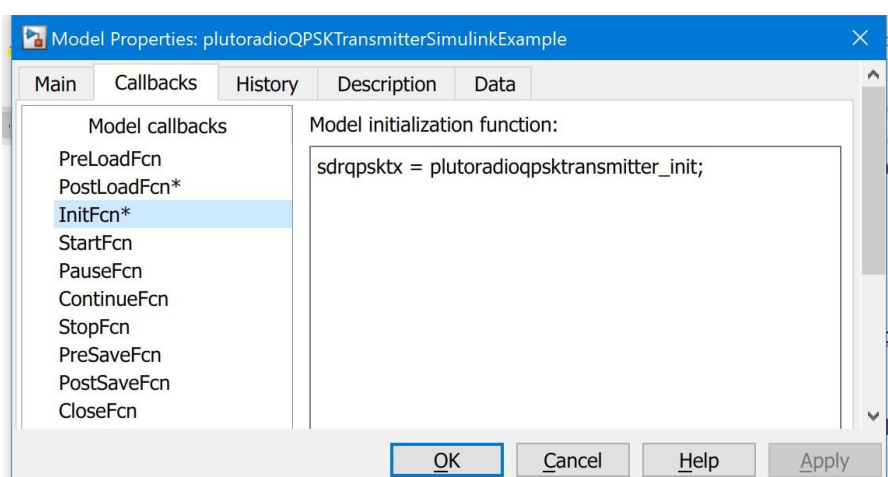 Model Properties: plutoradioQPSKTransmitterSimulinkExample
Main Callbacks History Description Data
Model callbacks
PreLoadFcn
PostLoadFcn*
InitFcn*
StartFcn
PauseFcn
ContinueFcn
StopFcn
PreSaveFcn
PostSaveFcn
CloseFcn
Model initialization function:
sdrqpsktx = plutoradioqpsktransmitter_init;
OK Cancel Help Apply